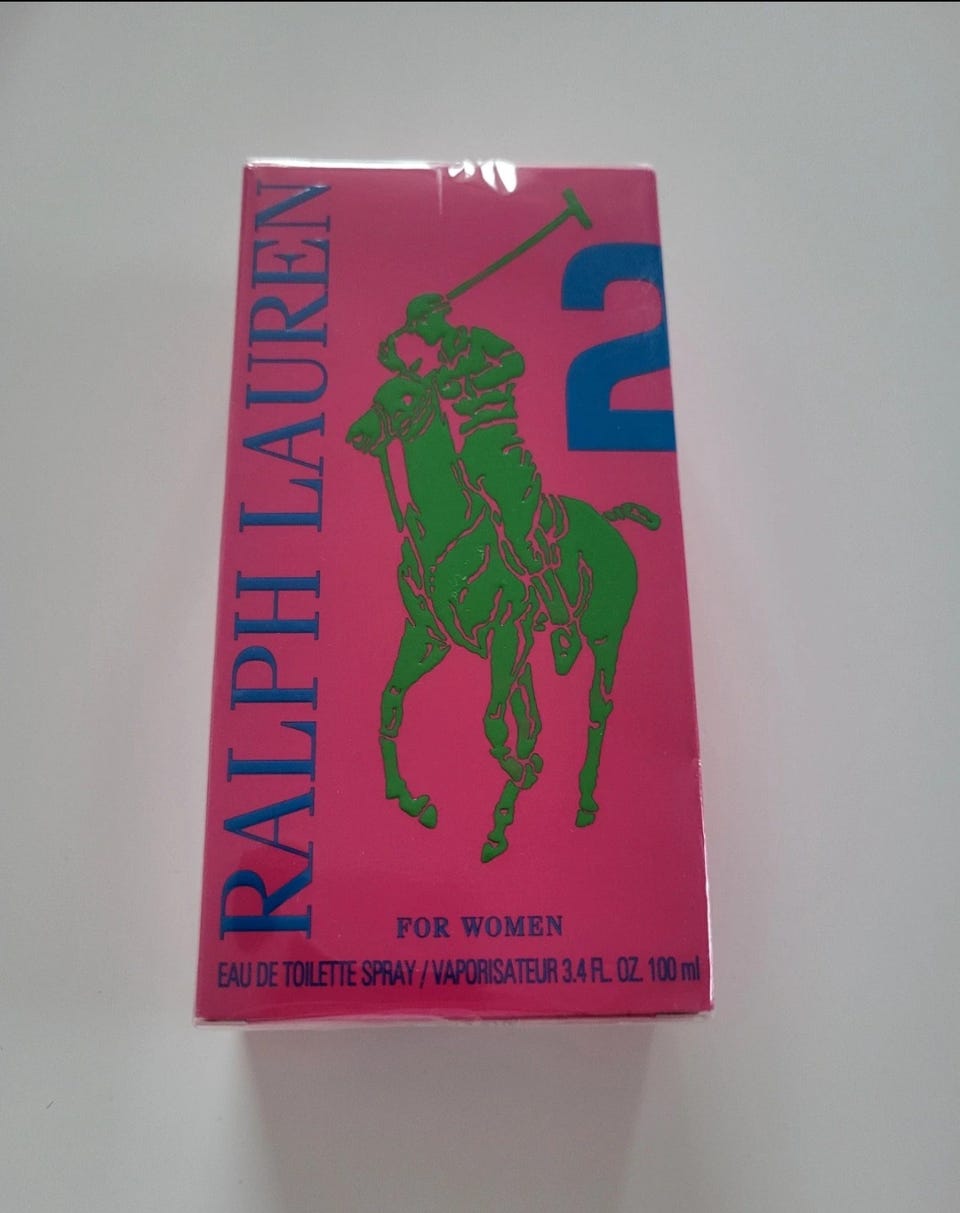 RALPH LAUREN
2
FOR WOMEN
EAU DE TOILETTE SPRAY / VAPORISATEUR 3.4 FL. OZ. 100 ml